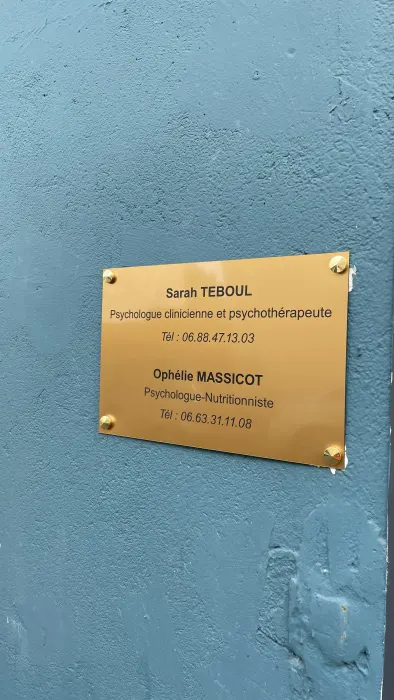 Sarah TEBOUL
Psychologue clinicienne et psychothérapeute
Tél : 06.88.47.13.03
Ophélie MASSICOT
Psychologue-Nutritionniste
Tél : 06.63.31.11.08